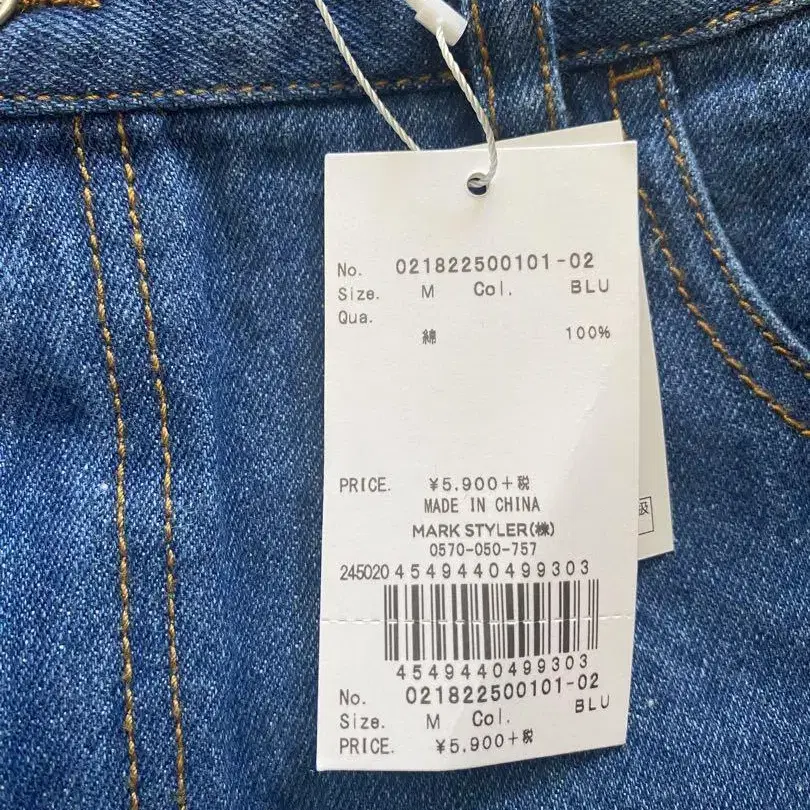 No. 021822500101-02
Size. M Col. BLU
Qua.
綿 100%
PRICE. ¥5.900+税
MADE IN CHINA
MARK STYLER(株)
0570-050-757
245020 4549440499303
4549440499303
No. 021822500101-02
Size. M Col. BLU
PRICE. ¥5.900+税